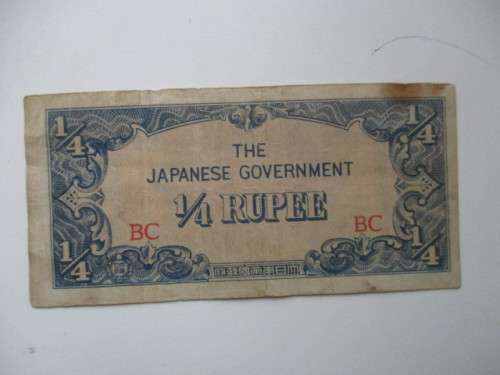 1/4 1/4
THE
JAPANESE GOVERNMENT
1/4 RUPEE
BC BC
1/4 1/4